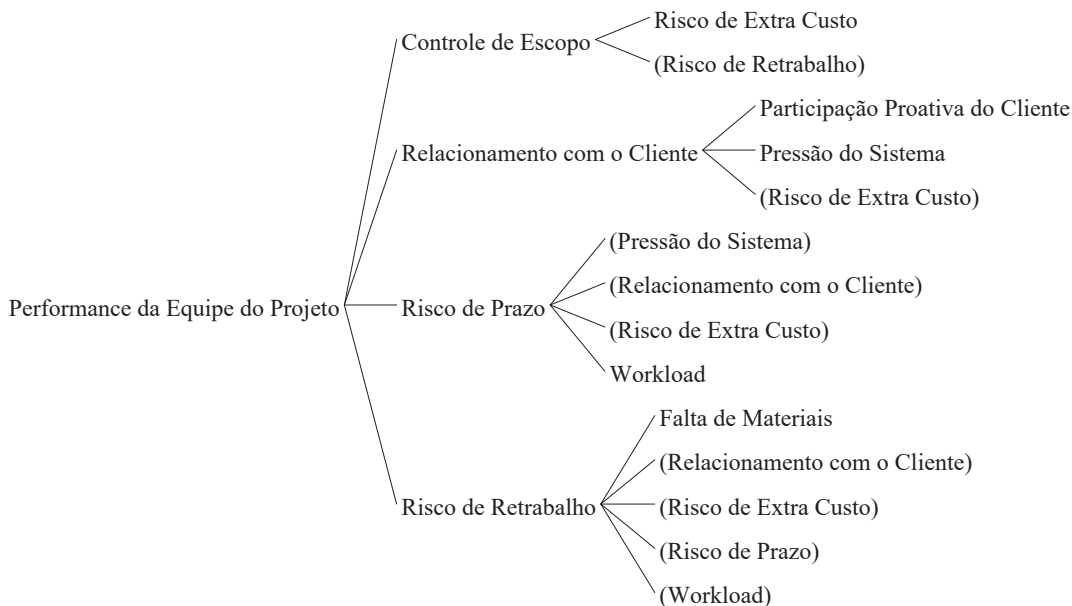 Risco de Extra Custo
Controle de Escopo
(Risco de Retrabalho)
Participação Proativa do Cliente
Relacionamento com o Cliente
Pressão do Sistema
(Risco de Extra Custo)
(Pressão do Sistema)
(Relacionamento com o Cliente)
Performance da Equipe do Projeto
Risco de Prazo
(Risco de Extra Custo)
Workload
Falta de Materiais
(Relacionamento com o Cliente)
Risco de Retrabalho
(Risco de Extra Custo)
(Risco de Prazo)
(Workload)